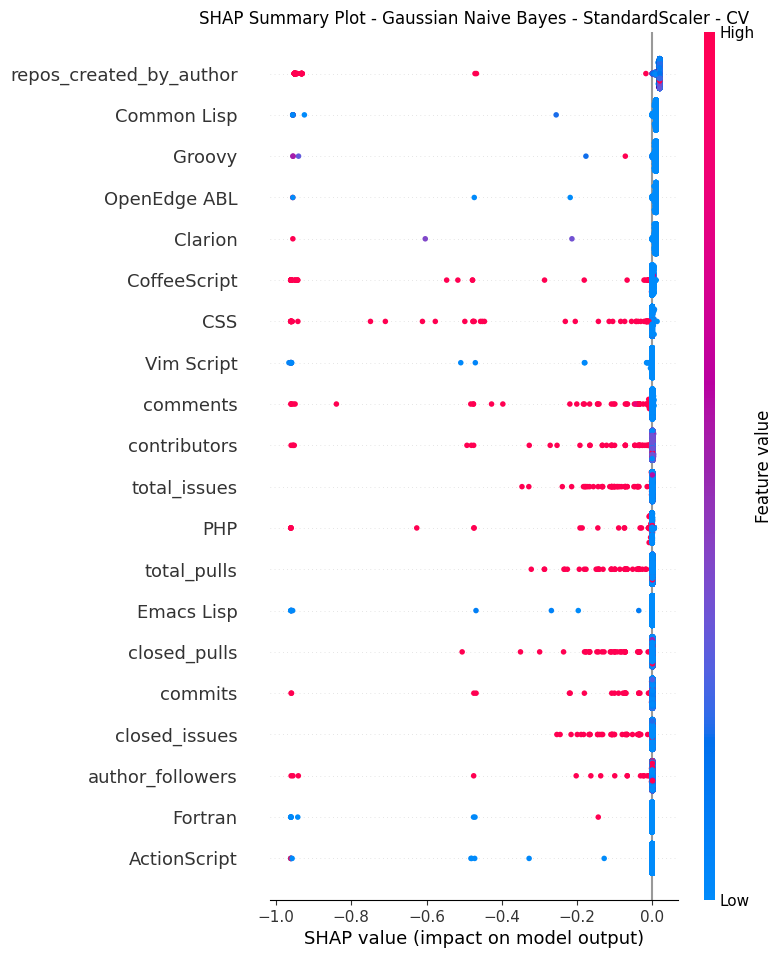 SHAP Summary Plot - Gaussian Naive Bayes - StandardScaler - CV
High
repos_created_by_author
Common Lisp
Groovy
OpenEdge ABL
Clarion
CoffeeScript
CSS
Vim Script
comments
contributors
total_issues
PHP
total_pulls
Emacs Lisp
closed_pulls
commits
closed_issues
author_followers
Fortran
ActionScript
Feature value
Low
−1.0 −0.8 −0.6 −0.4 −0.2 0.0
SHAP value (impact on model output)